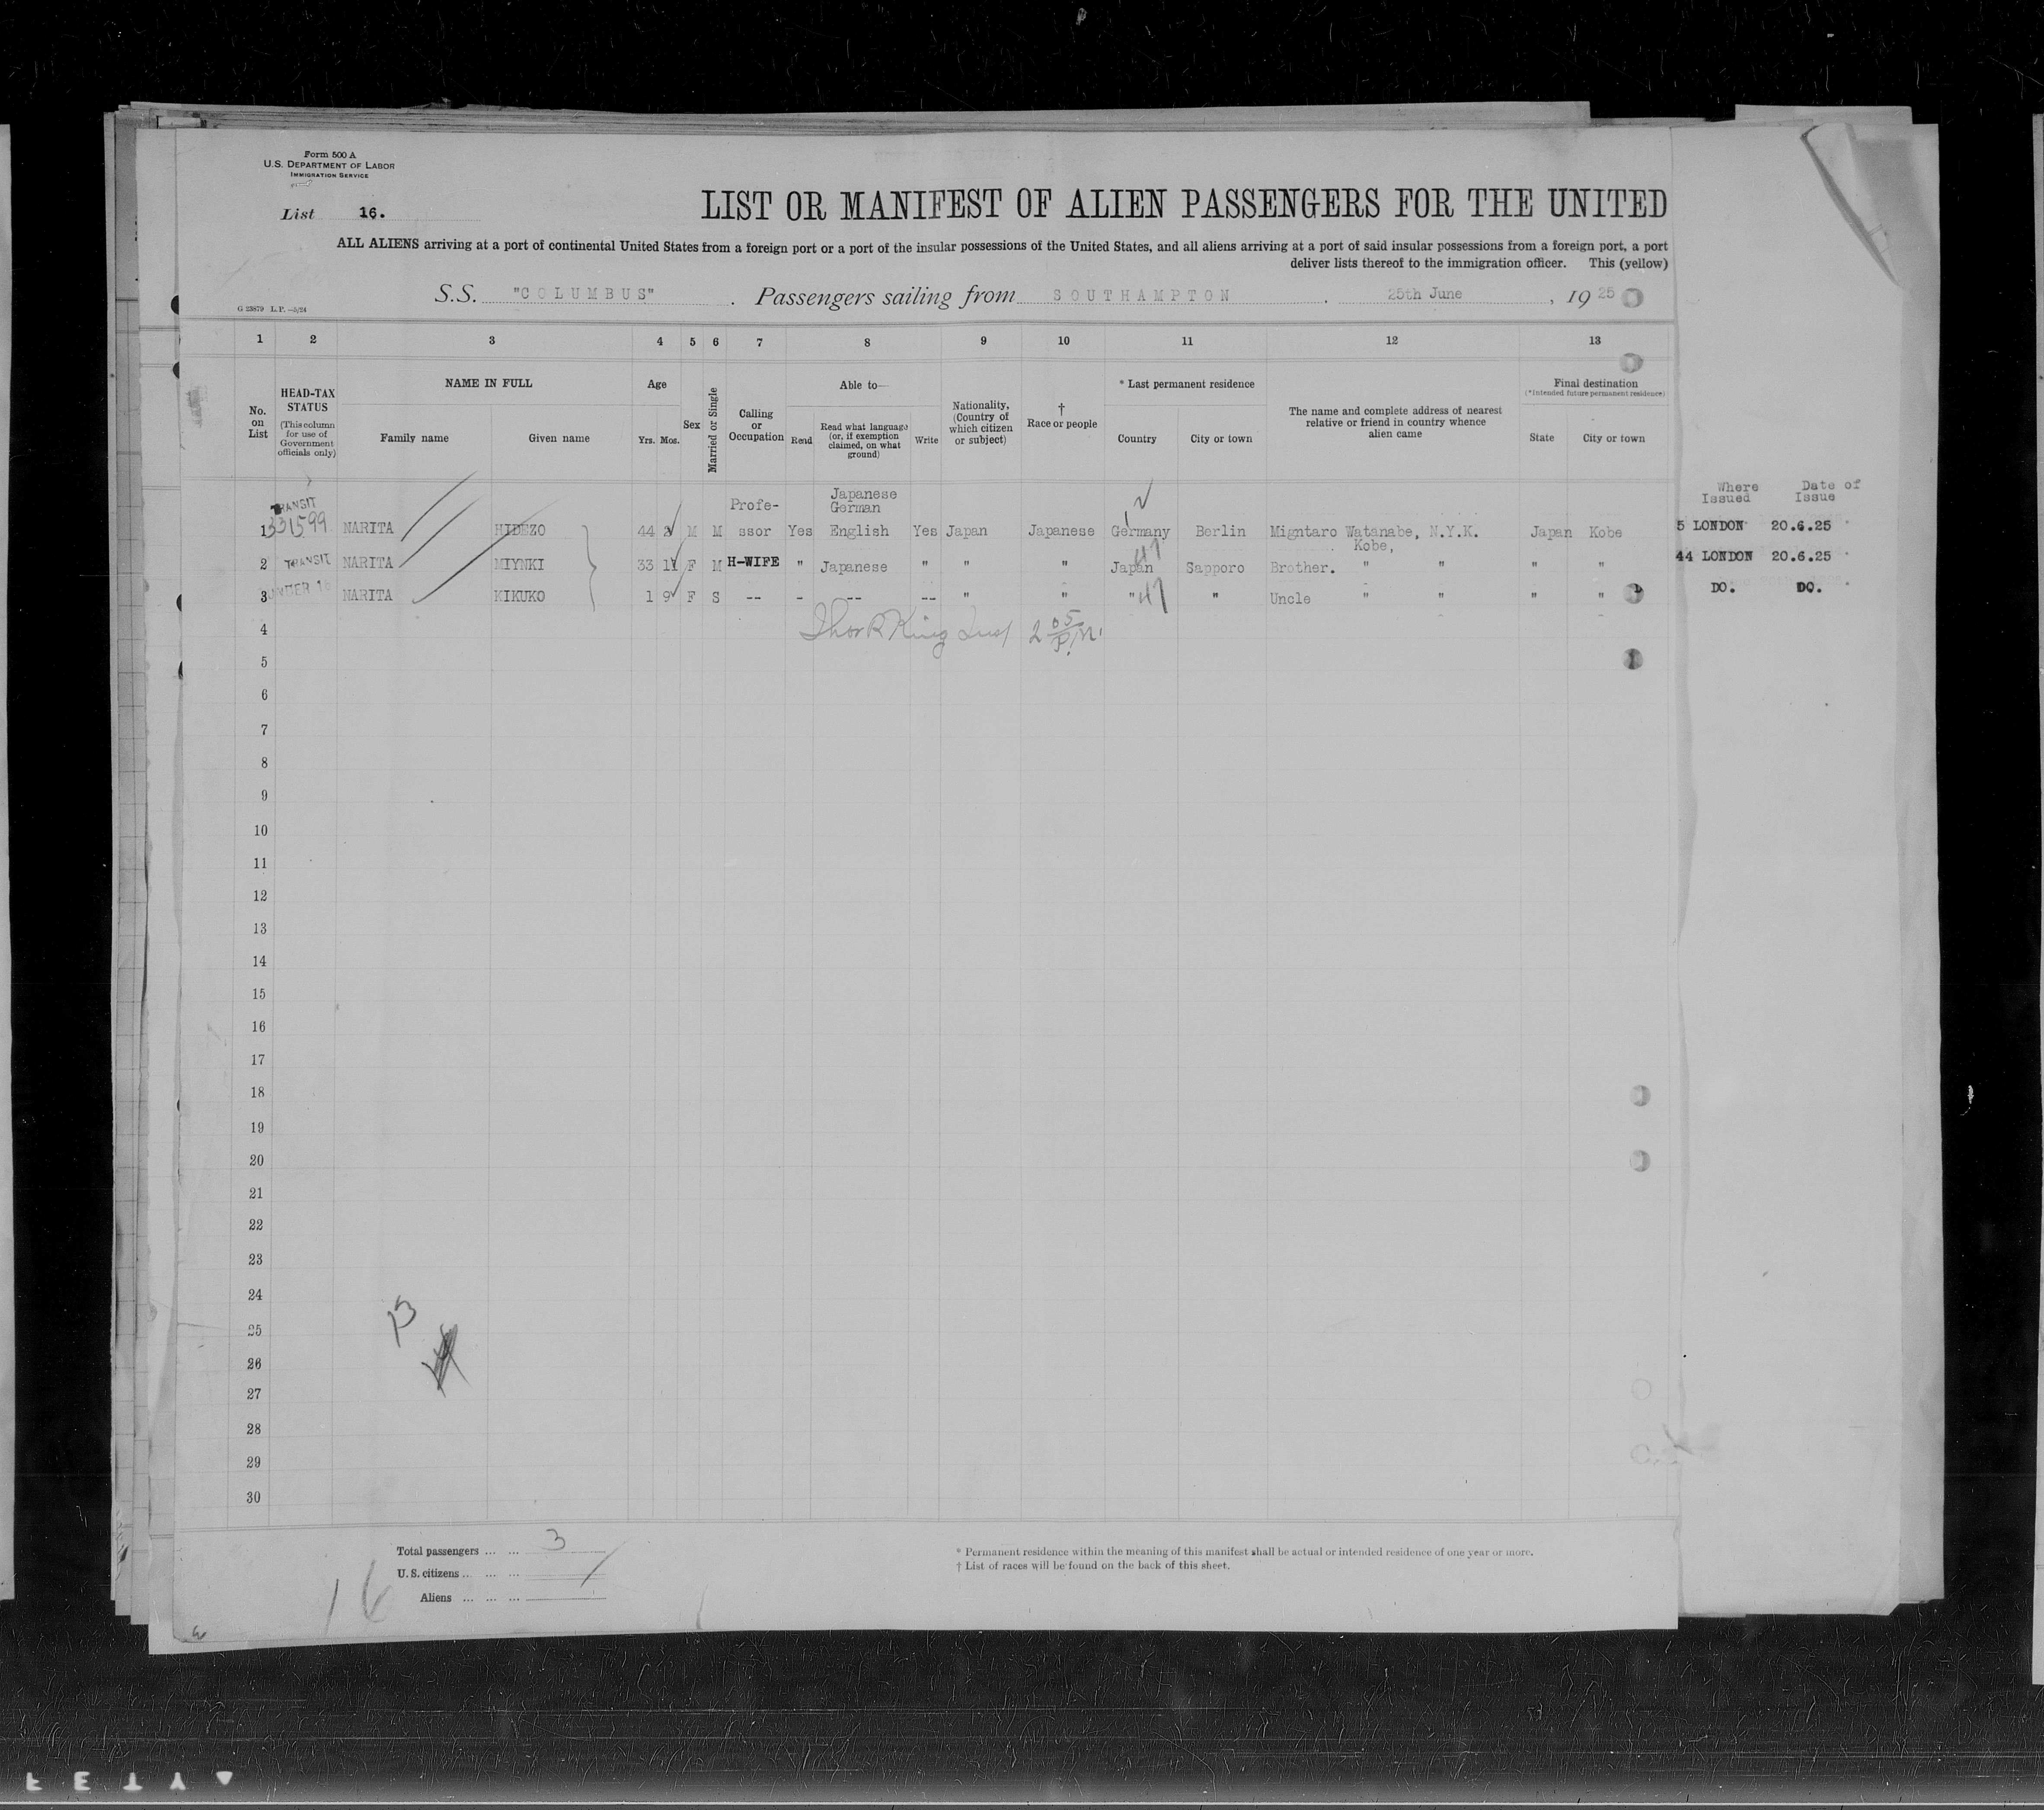 Form 500 A
U.S. DEPARTMENT OF LABOR
IMMIGRATION SERVICE
List 16.
LIST OR MANIFEST OF ALIEN PASSENGERS FOR THE UNITED
ALL ALIENS arriving at a port of continental United States from a foreign port or a port of the insular possessions of the United States, and all aliens arriving at a port of said insular possessions from a foreign port, a port
deliver lists thereof to the immigration officer. This (yellow)
S.S. "COLUMBUS" . Passengers sailing from SOUTHAMPTON . 25th June , 19 25
G 23879 L.P.—5/24
1 2 3 4 5 6 7 8 9 10 11 12 13
No. on List
HEAD-TAX STATUS
(This column for use of Government officials only)
NAME IN FULL
Family name Given name
Age
Yrs. Mos.
Sex
Married or Single
Calling or Occupation
Able to—
Read
Read what language (or, if exemption claimed, on what ground)
Write
Nationality, (Country of which citizen or subject)
† Race or people
* Last permanent residence
Country City or town
The name and complete address of nearest relative or friend in country whence alien came
Final destination
(*Intended future permanent residence)
State City or town
Where Issued Date of Issue
TRANSIT Profe- Japanese German
1 331599 NARITA HIDEZO 44 2 M M ssor Yes English Yes Japan Japanese Germany Berlin Migntaro Watanabe, N.Y.K. Japan Kobe 5 LONDON 20.6.25
Kobe,
2 TRANSIT NARITA MIYNKI 33 11 F M H-WIFE " Japanese " " " Japan Sapporo Brother. " " " " 44 LONDON 20.6.25
3 UNDER 16 NARITA KIKUKO 1 9 F S -- - -- -- " " " " Uncle " " " " DO. DO.
4 King 2 05 P.M.
5
6
7
8
9
10
11
12
13
14
15
16
17
18
19
20
21
22
23
24
25
26
27
28
29
30
Total passengers ... ... 3
U.S. citizens ... ... ...
Aliens ... ... ...
16
* Permanent residence within the meaning of this manifest shall be actual or intended residence of one year or more.
† List of races will be found on the back of this sheet.